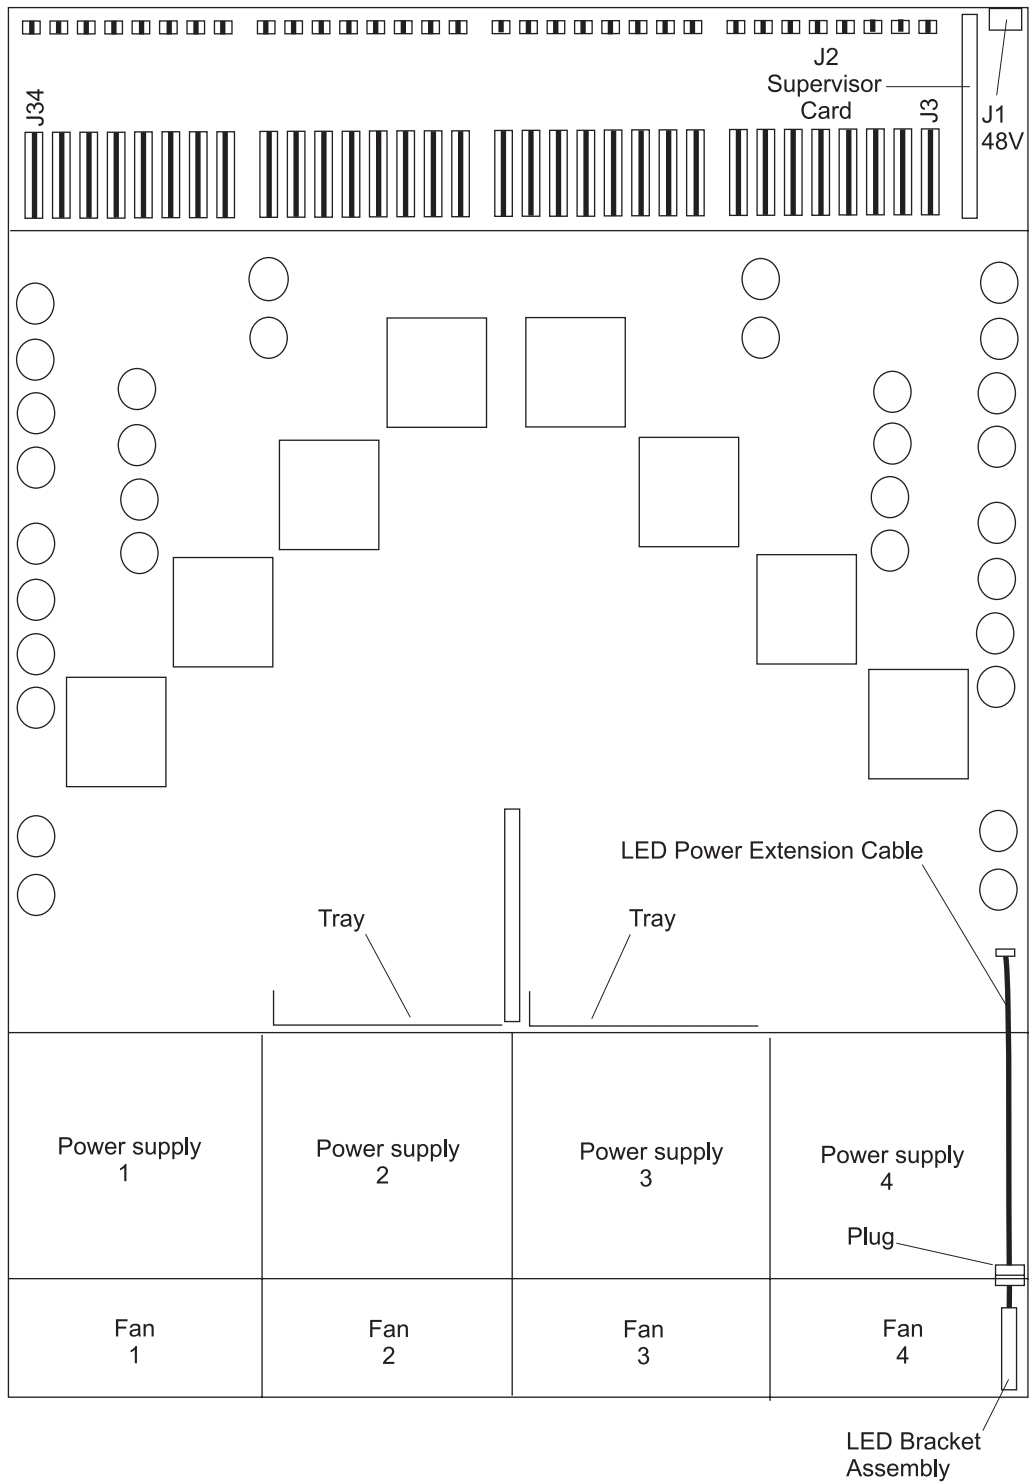 J34
J2
Supervisor
Card
J3
J1
48V
LED Power Extension Cable
Tray
Tray
Power supply
1
Power supply
2
Power supply
3
Power supply
4
Plug
Fan
1
Fan
2
Fan
3
Fan
4
LED Bracket
Assembly